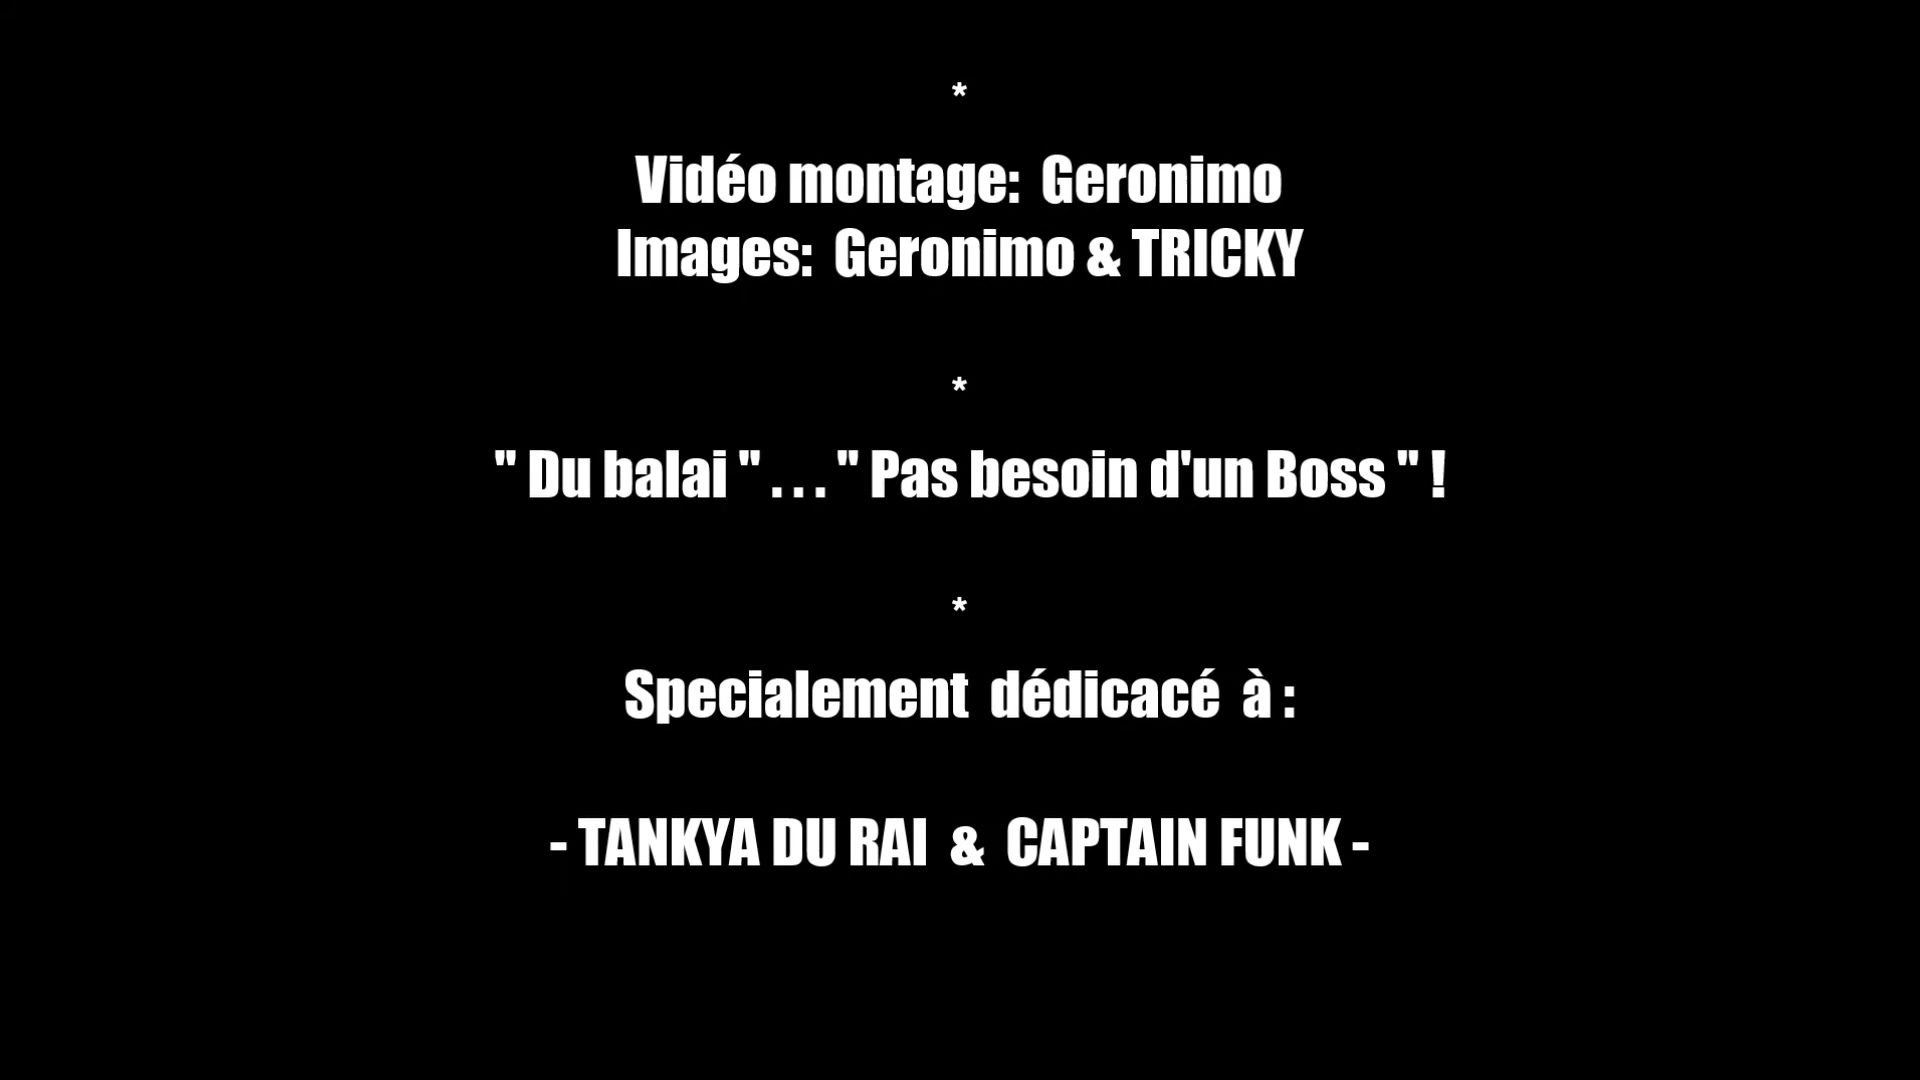 *
Vidéo montage:  Geronimo
Images:  Geronimo & TRICKY
*
" Du balai " . . . " Pas besoin d'un Boss " !
*
Specialement  dédicacé  à :
- TANKYA DU RAI  &  CAPTAIN FUNK -